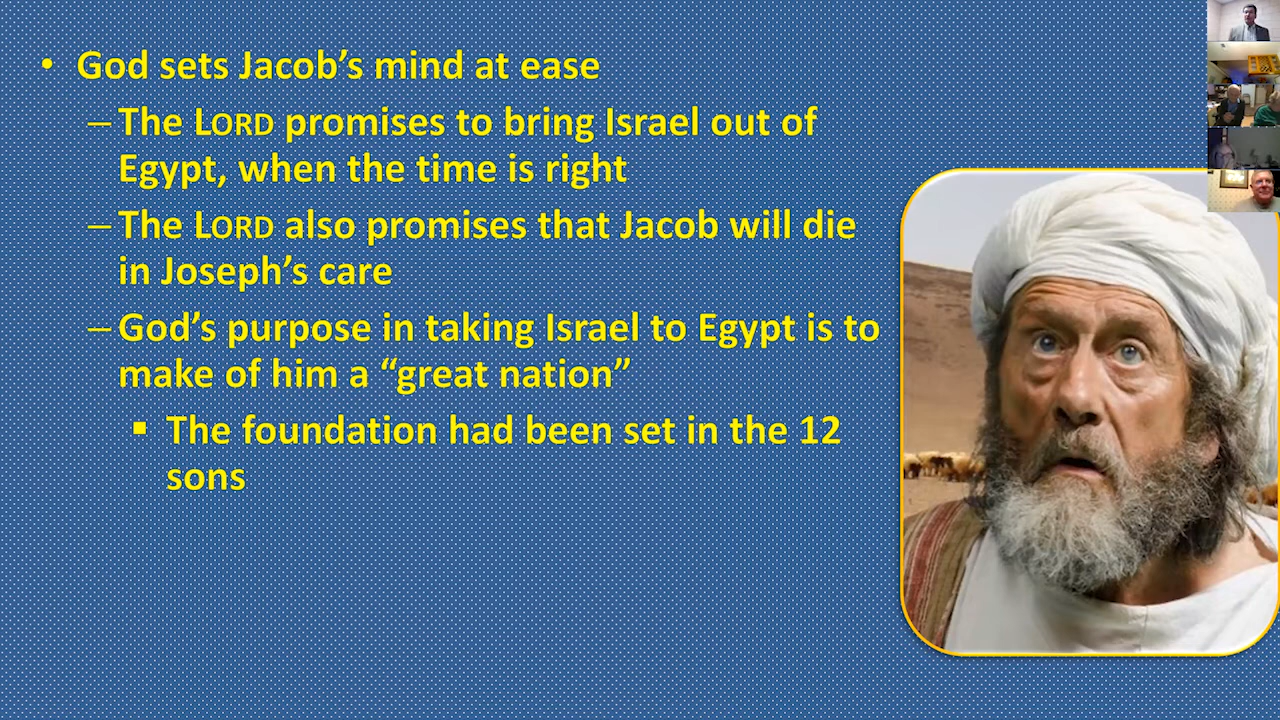 • God sets Jacob’s mind at ease
– The LORD promises to bring Israel out of
Egypt, when the time is right
– The LORD also promises that Jacob will die
in Joseph’s care
– God’s purpose in taking Israel to Egypt is to
make of him a “great nation”
▪ The foundation had been set in the 12
sons